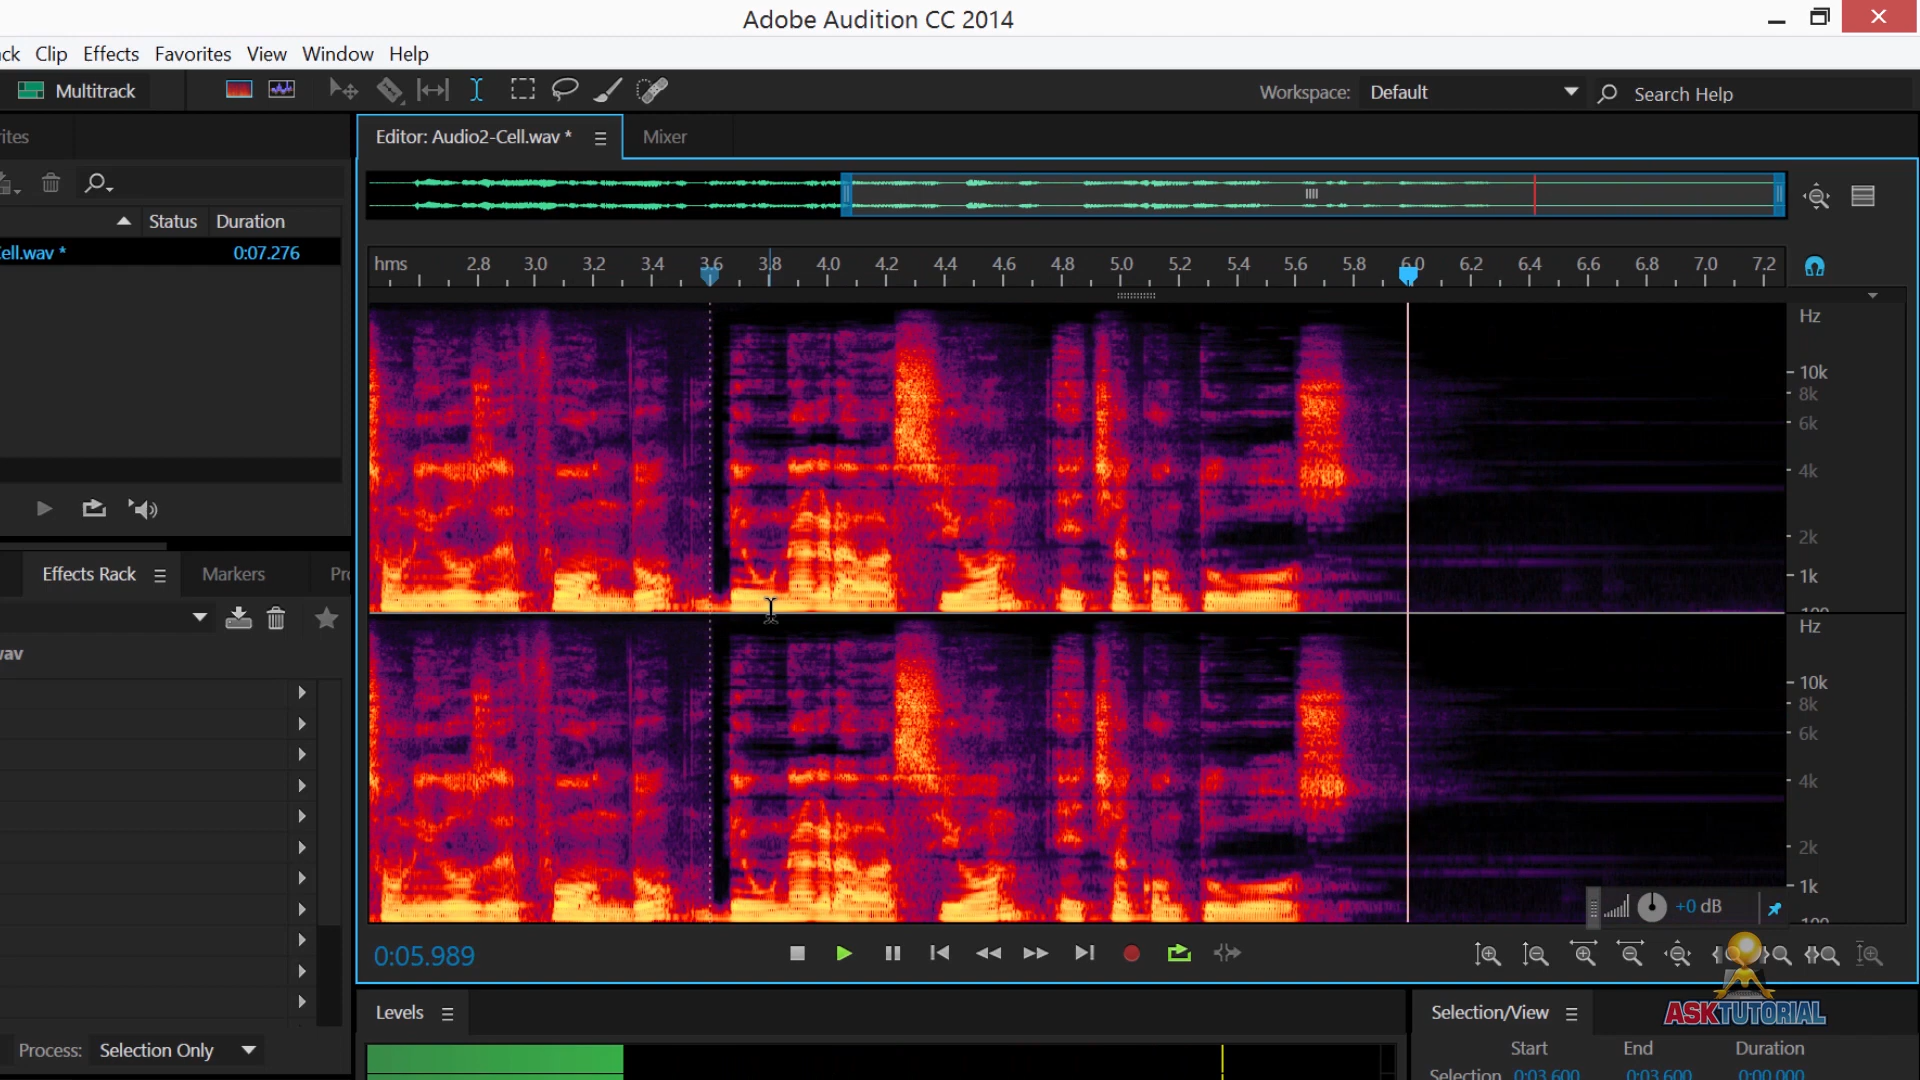 Adobe Audition CC 2014
ck Clip Effects Favorites View Window Help
Multitrack Workspace: Default Search Help
ites Editor: Audio2-Cell.wav * Mixer
Status Duration
ell.wav * 0:07.276
hms 2.8 3.0 3.2 3.4 3.6 3.8 4.0 4.2 4.4 4.6 4.8 5.0 5.2 5.4 5.6 5.8 6.0 6.2 6.4 6.6 6.8 7.0 7.2
Hz
10k
8k
6k
4k
2k
1k
Hz
10k
8k
6k
4k
2k
1k
Effects Rack Markers Pr
wav
+0 dB
0:05.989
Levels
Selection/View
ASKTUTORIAL
Process: Selection Only
Start End Duration
Selection 0:03.600 0:03.600 0:00.000